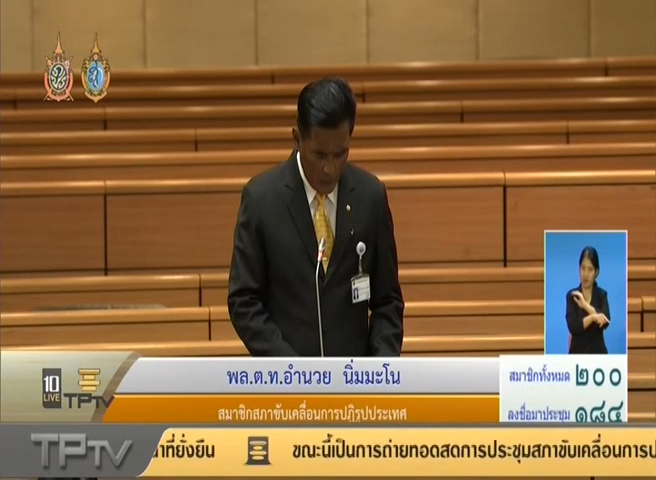 พล.ต.ท.อำนวย นิ่มมะโน
สมาชิกสภาขับเคลื่อนการปฏิรูปประเทศ
สมาชิกทั้งหมด ๒๐๐
ลงชื่อมาประชุม ๑๘๔
10
LIVE
TPTV
TPTV
ที่ยั่งยืน ขณะนี้เป็นการถ่ายทอดสดการประชุมสภาขับเคลื่อนการป